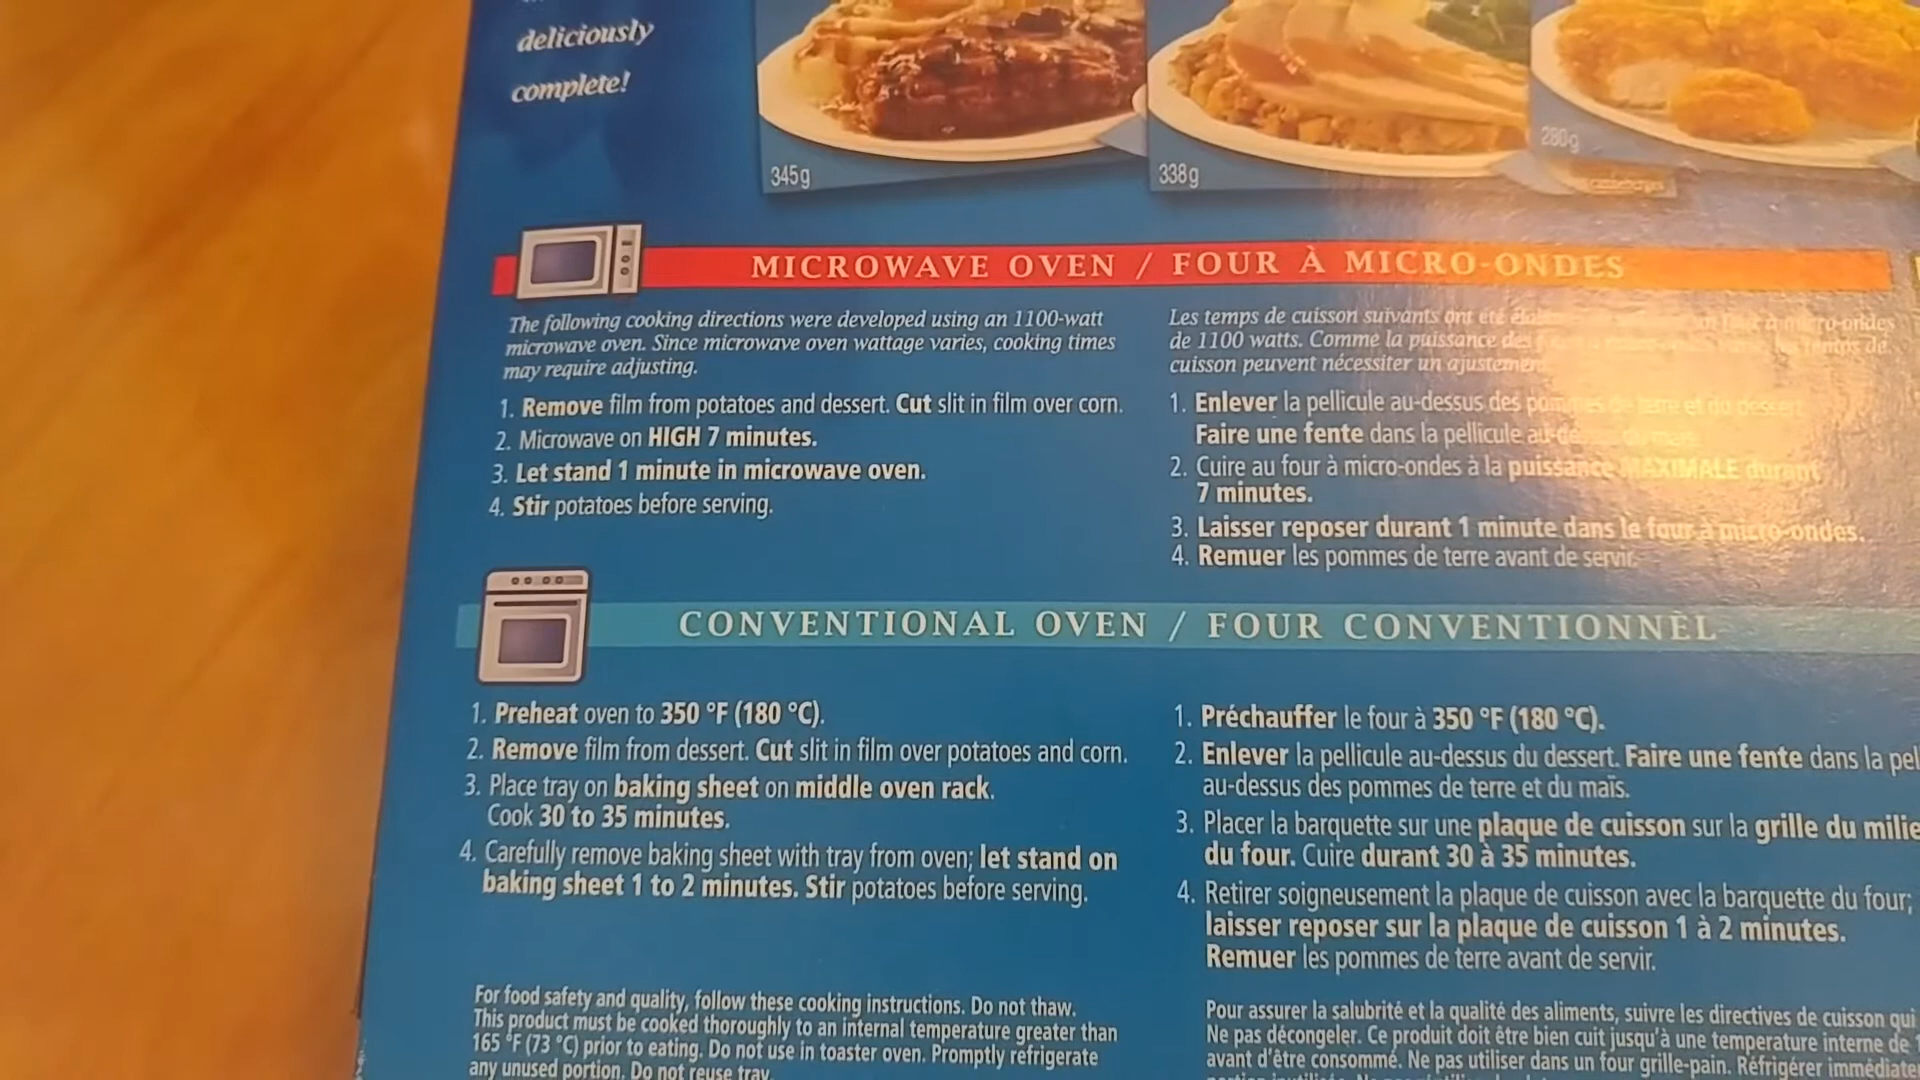 deliciously
complete!
345g
338g
280g
MICROWAVE OVEN / FOUR À MICRO-ONDES
The following cooking directions were developed using an 1100-watt
microwave oven. Since microwave oven wattage varies, cooking times
may require adjusting.
1. Remove film from potatoes and dessert. Cut slit in film over corn.
2. Microwave on HIGH 7 minutes.
3. Let stand 1 minute in microwave oven.
4. Stir potatoes before serving.
Les temps de cuisson suivants ont été
de 1100 watts. Comme la puissance des
cuisson peuvent nécessiter un ajustement
1. Enlever la pellicule au-dessus des pommes de terre et du dessert.
Faire une fente dans la pellicule au-dessus du maïs.
2. Cuire au four à micro-ondes à la puissance MAXIMALE durant
7 minutes.
3. Laisser reposer durant 1 minute dans le four à micro-ondes.
4. Remuer les pommes de terre avant de servir.
CONVENTIONAL OVEN / FOUR CONVENTIONNEL
1. Preheat oven to 350 °F (180 °C).
2. Remove film from dessert. Cut slit in film over potatoes and corn.
3. Place tray on baking sheet on middle oven rack.
Cook 30 to 35 minutes.
4. Carefully remove baking sheet with tray from oven; let stand on
baking sheet 1 to 2 minutes. Stir potatoes before serving.
1. Préchauffer le four à 350 °F (180 °C).
2. Enlever la pellicule au-dessus du dessert. Faire une fente dans la pel
au-dessus des pommes de terre et du maïs.
3. Placer la barquette sur une plaque de cuisson sur la grille du milie
du four. Cuire durant 30 à 35 minutes.
4. Retirer soigneusement la plaque de cuisson avec la barquette du four;
laisser reposer sur la plaque de cuisson 1 à 2 minutes.
Remuer les pommes de terre avant de servir.
For food safety and quality, follow these cooking instructions. Do not thaw.
This product must be cooked thoroughly to an internal temperature greater than
165 °F (73 °C) prior to eating. Do not use in toaster oven. Promptly refrigerate
any unused portion. Do not reuse tray.
Pour assurer la salubrité et la qualité des aliments, suivre les directives de cuisson qui
Ne pas décongeler. Ce produit doit être bien cuit jusqu'à une température interne de
avant d'être consommé. Ne pas utiliser dans un four grille-pain. Réfrigérer immédiate